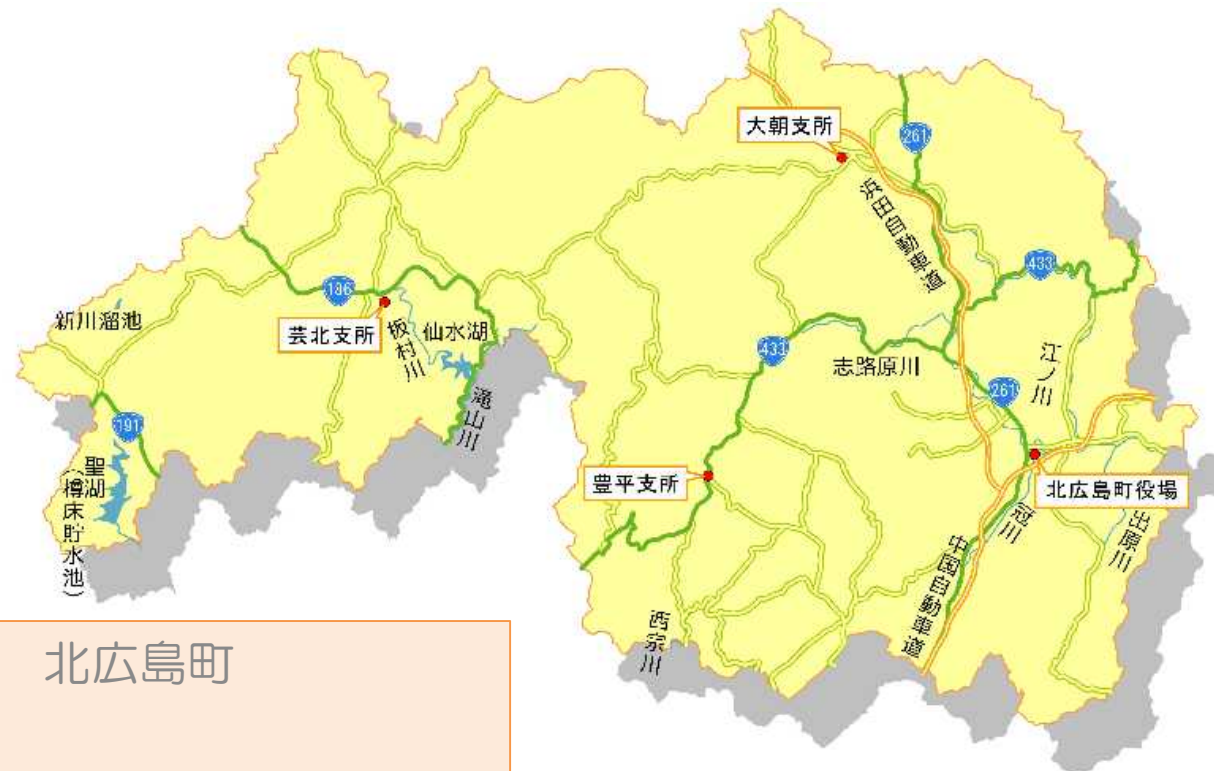 大朝支所
261
浜田自動車道
433
186
新川溜池
芸北支所
板村川
仙水湖
433
志路原川
江ノ川
261
滝山川
191
聖湖
(樽床貯水池)
豊平支所
北広島町役場
冠川
出原川
中国自動車道
西宗川
北広島町